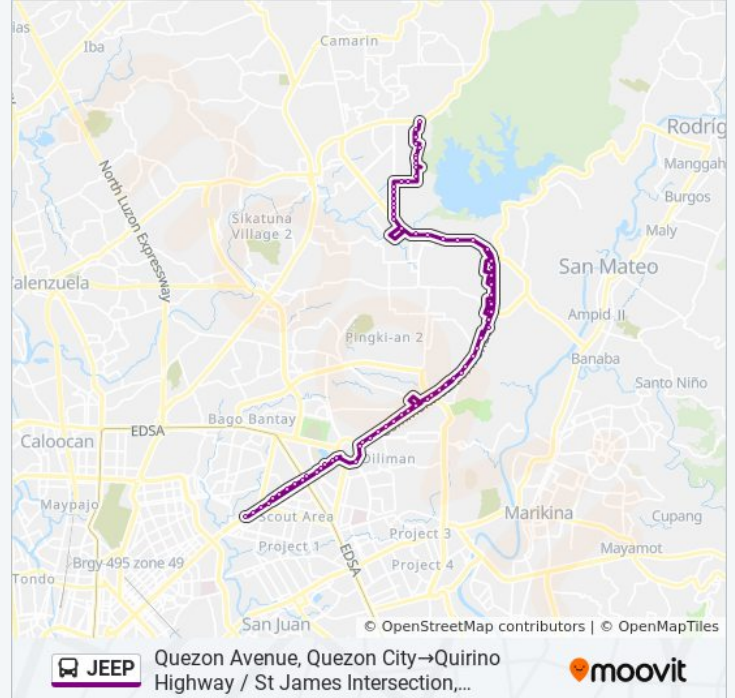 ias
Iba
Camarin
Rodrig
Manggah
Burgos
North Luzon Expressway
Sikatuna
Village 2
Maly
San Mateo
alenzuela
Ampid II
Pingki-an 2
Banaba
Santo Niño
Bago Bantay
EDSA
Caloocan
Diliman
Maypajo
Scout Area
Marikina
Cupang
Project 1
EDSA
Project 3
Mayamot
Brgy 495 zone 49
Project 4
Tondo
San Juan
© OpenStreetMap contributors | © OpenMapTiles
JEEP
Quezon Avenue, Quezon City→Quirino
Highway / St James Intersection,...
moovit